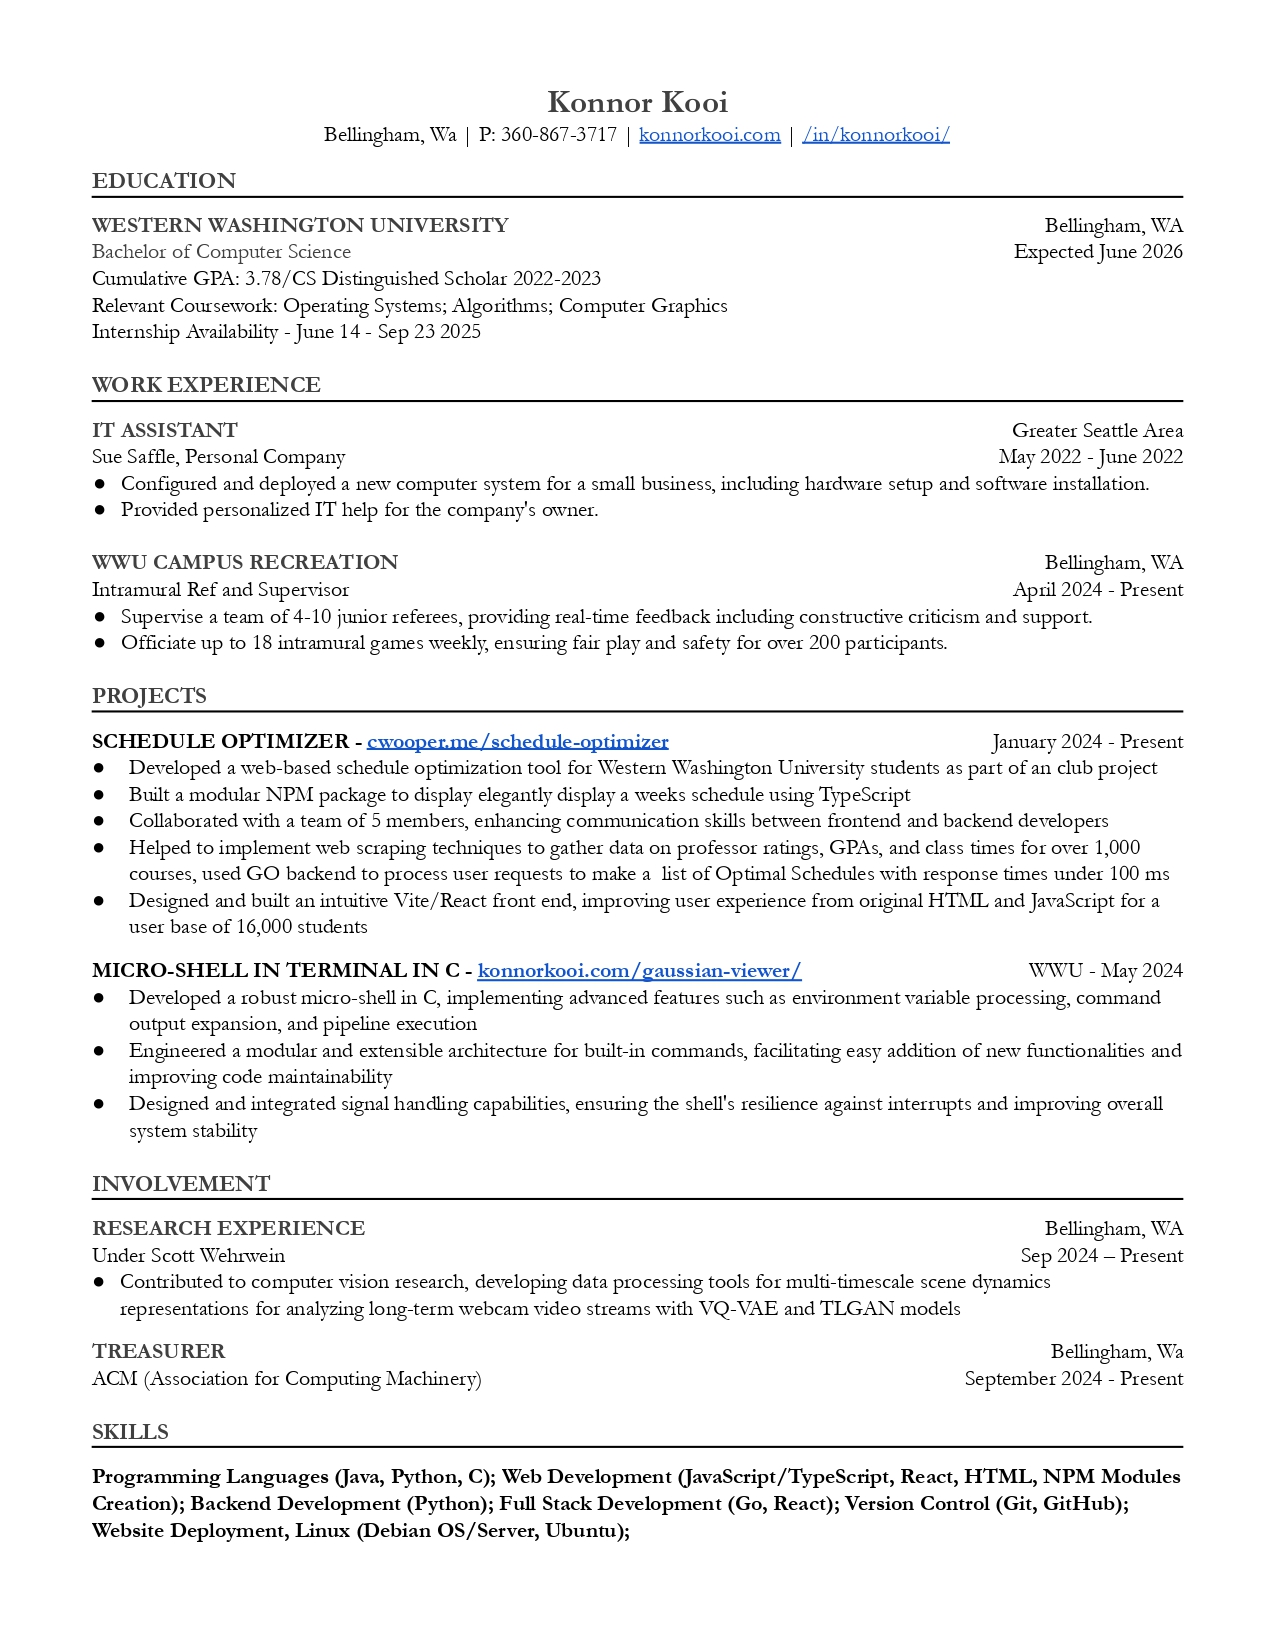 Konnor Kooi
Bellingham, Wa | P: 360-867-3717 | konnorkooi.com | /in/konnorkooi/
EDUCATION
WESTERN WASHINGTON UNIVERSITY Bellingham, WA
Bachelor of Computer Science Expected June 2026
Cumulative GPA: 3.78/CS Distinguished Scholar 2022-2023
Relevant Coursework: Operating Systems; Algorithms; Computer Graphics
Internship Availability - June 14 - Sep 23 2025
WORK EXPERIENCE
IT ASSISTANT Greater Seattle Area
Sue Saffle, Personal Company May 2022 - June 2022
● Configured and deployed a new computer system for a small business, including hardware setup and software installation.
● Provided personalized IT help for the company's owner.
WWU CAMPUS RECREATION Bellingham, WA
Intramural Ref and Supervisor April 2024 - Present
● Supervise a team of 4-10 junior referees, providing real-time feedback including constructive criticism and support.
● Officiate up to 18 intramural games weekly, ensuring fair play and safety for over 200 participants.
PROJECTS
SCHEDULE OPTIMIZER - cwooper.me/schedule-optimizer January 2024 - Present
● Developed a web-based schedule optimization tool for Western Washington University students as part of an club project
● Built a modular NPM package to display elegantly display a weeks schedule using TypeScript
● Collaborated with a team of 5 members, enhancing communication skills between frontend and backend developers
● Helped to implement web scraping techniques to gather data on professor ratings, GPAs, and class times for over 1,000
courses, used GO backend to process user requests to make a  list of Optimal Schedules with response times under 100 ms
● Designed and built an intuitive Vite/React front end, improving user experience from original HTML and JavaScript for a
user base of 16,000 students
MICRO-SHELL IN TERMINAL IN C - konnorkooi.com/gaussian-viewer/ WWU - May 2024
● Developed a robust micro-shell in C, implementing advanced features such as environment variable processing, command
output expansion, and pipeline execution
● Engineered a modular and extensible architecture for built-in commands, facilitating easy addition of new functionalities and
improving code maintainability
● Designed and integrated signal handling capabilities, ensuring the shell's resilience against interrupts and improving overall
system stability
INVOLVEMENT
RESEARCH EXPERIENCE Bellingham, WA
Under Scott Wehrwein Sep 2024 – Present
● Contributed to computer vision research, developing data processing tools for multi-timescale scene dynamics
representations for analyzing long-term webcam video streams with VQ-VAE and TLGAN models
TREASURER Bellingham, Wa
ACM (Association for Computing Machinery) September 2024 - Present
SKILLS
Programming Languages (Java, Python, C); Web Development (JavaScript/TypeScript, React, HTML, NPM Modules
Creation); Backend Development (Python); Full Stack Development (Go, React); Version Control (Git, GitHub);
Website Deployment, Linux (Debian OS/Server, Ubuntu);